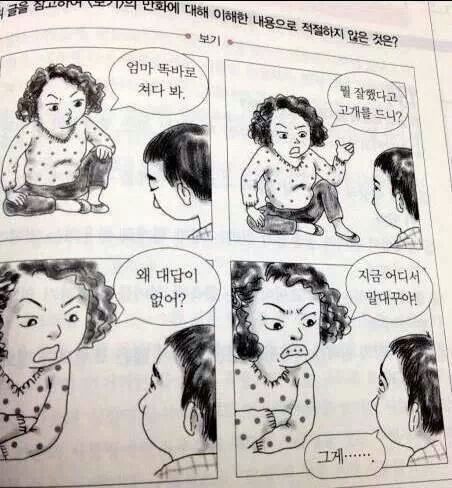 글을 참고하여 〈보기〉의 만화에 대해 이해한 내용으로 적절하지 않은 것은?
보기
엄마 똑바로
쳐다 봐.
뭘 잘했다고
고개를 드니?
왜 대답이
없어?
지금 어디서
말대꾸야!
그게…….